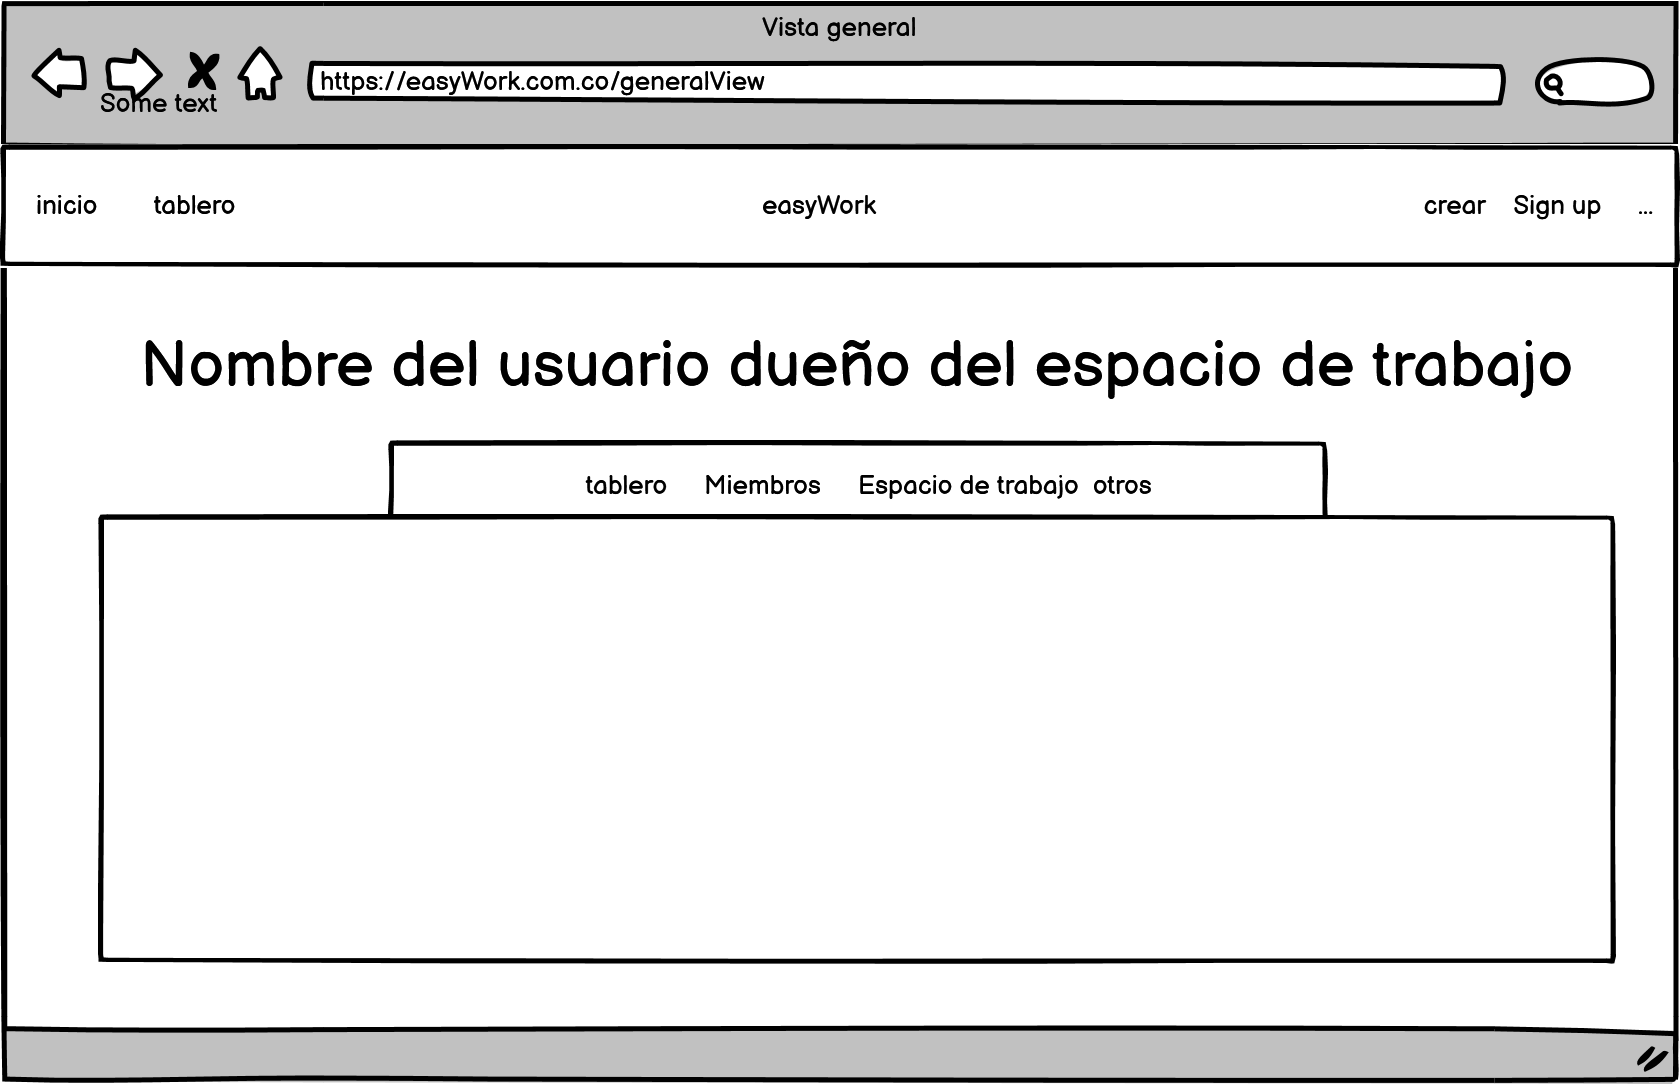 Vista general
https://easyWork.com.co/generalView
Some text
inicio tablero easyWork crear Sign up ...
Nombre del usuario dueño del espacio de trabajo
tablero Miembros Espacio de trabajo otros